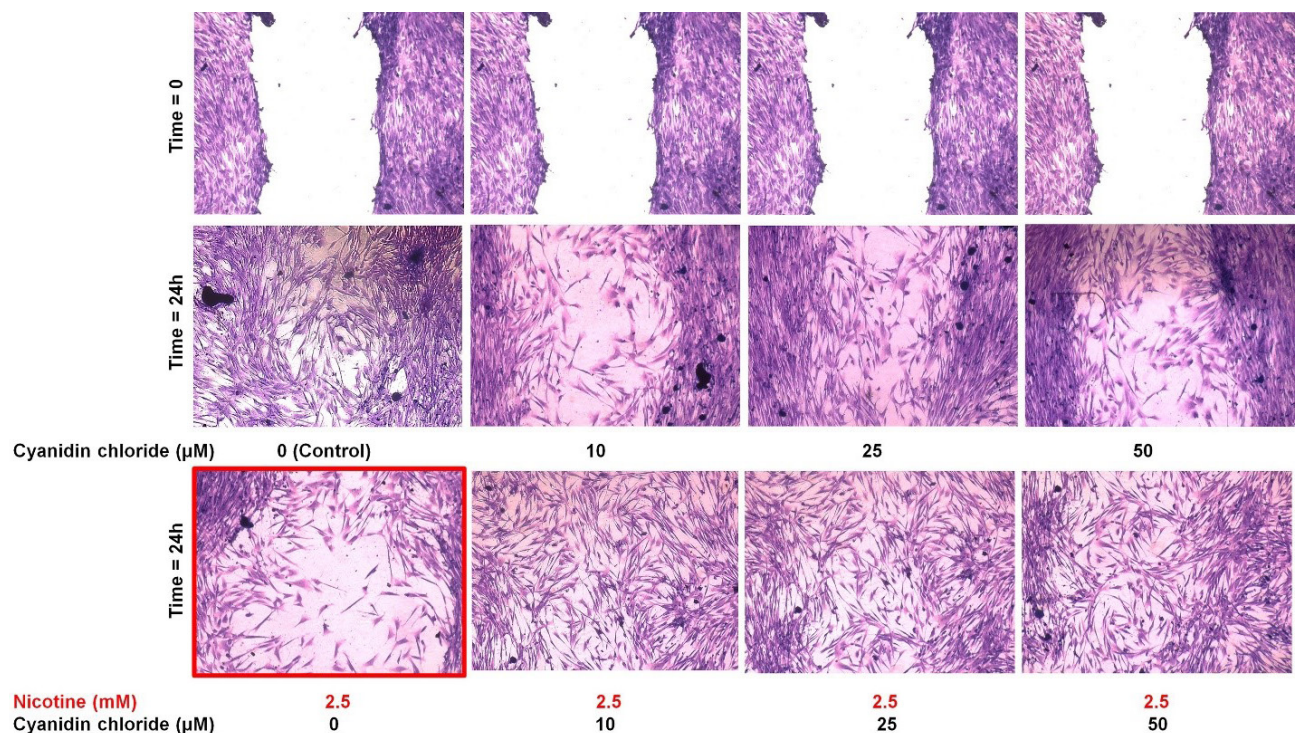 Time = 0
Time = 24h
Cyanidin chloride (µM) 0 (Control) 10 25 50
Time = 24h
Nicotine (mM) 2.5 2.5 2.5 2.5
Cyanidin chloride (µM) 0 10 25 50